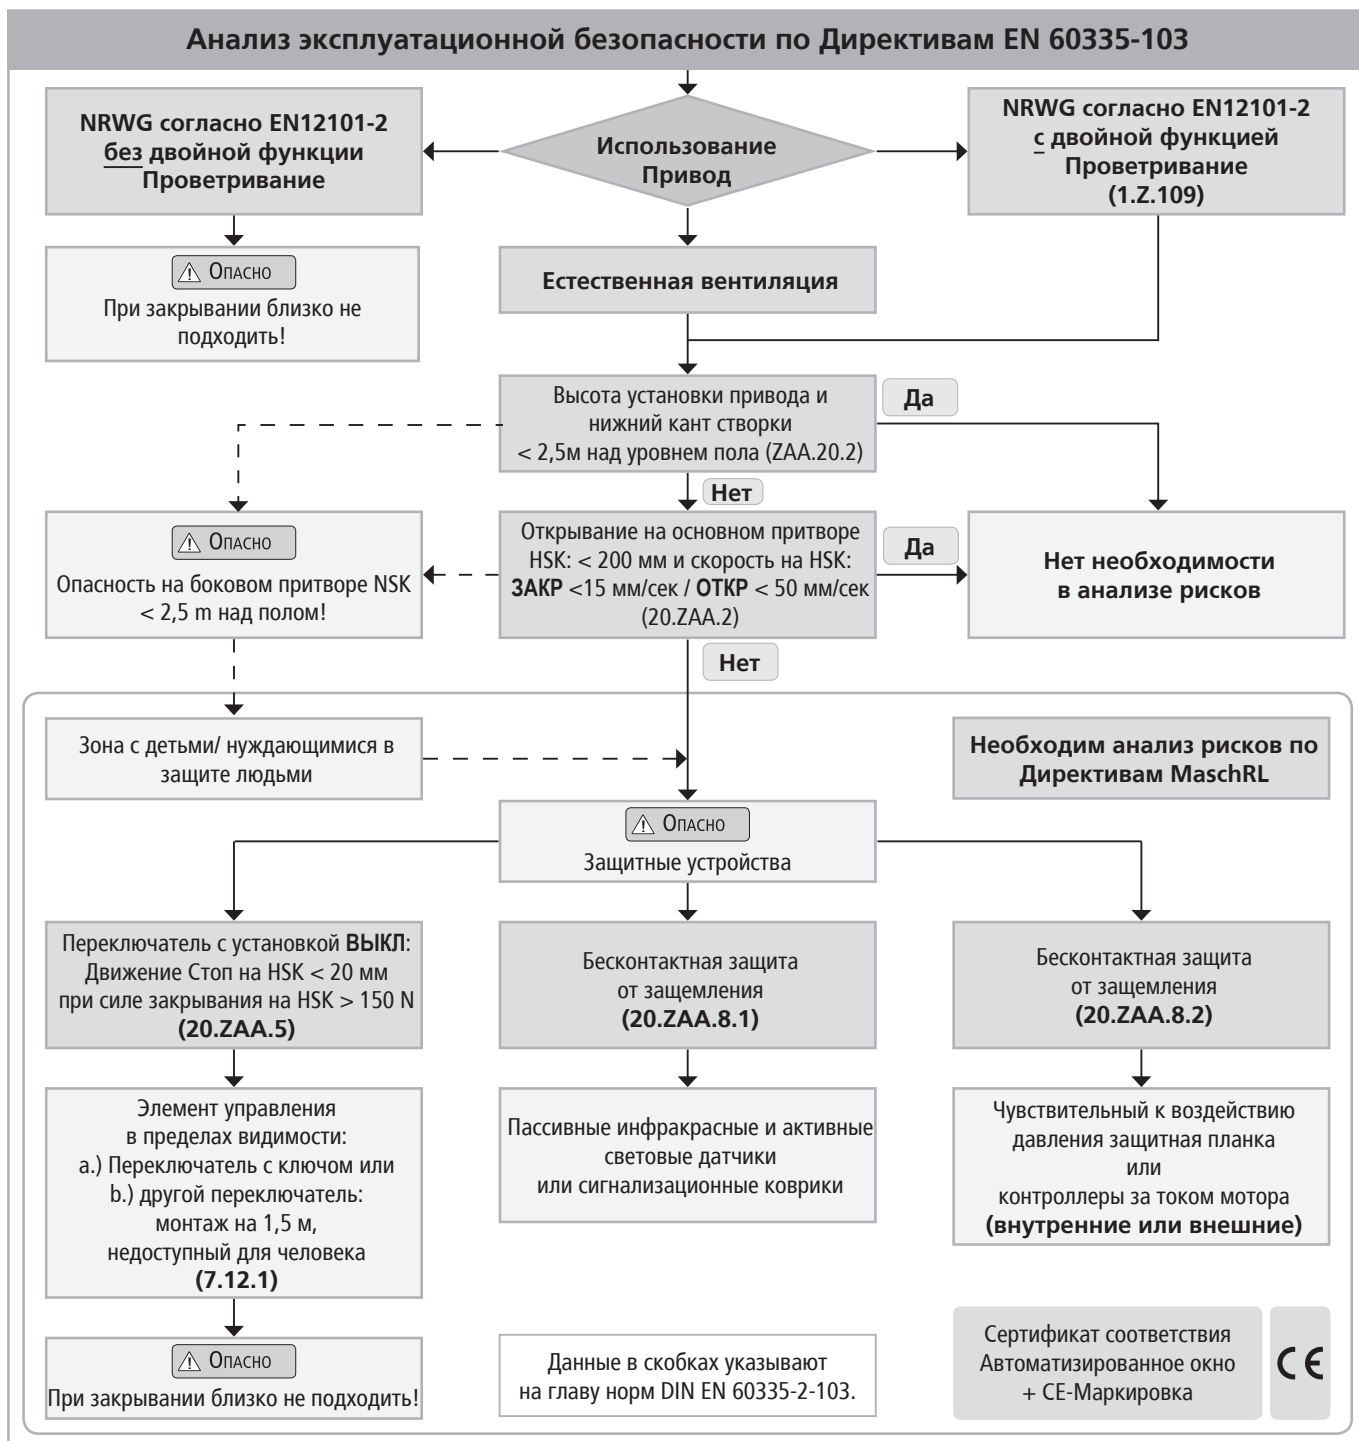 Анализ эксплуатационной безопасности по Директивам EN 60335-103
NRWG согласно EN12101-2
без двойной функции
Проветривание
Использование
Привод
NRWG согласно EN12101-2
с двойной функцией
Проветривание
(1.Z.109)
Опасно
При закрывании близко не
подходить!
Естественная вентиляция
Высота установки привода и
нижний кант створки
< 2,5м над уровнем пола (ZAA.20.2)
Да
Нет
Опасно
Опасность на боковом притворе NSK
< 2,5 m над полом!
Открывание на основном притворе
HSK: < 200 мм и скорость на HSK:
ЗАКР <15 мм/сек / ОТКР < 50 мм/сек
(20.ZAA.2)
Да
Нет необходимости
в анализе рисков
Нет
Зона с детьми/ нуждающимися в
защите людьми
Необходим анализ рисков по
Директивам MaschRL
Опасно
Защитные устройства
Переключатель с установкой ВЫКЛ:
Движение Стоп на HSK < 20 мм
при силе закрывания на HSK > 150 N
(20.ZAA.5)
Бесконтактная защита
от защемления
(20.ZAA.8.1)
Бесконтактная защита
от защемления
(20.ZAA.8.2)
Элемент управления
в пределах видимости:
a.) Переключатель с ключом или
b.) другой переключатель:
монтаж на 1,5 м,
недоступный для человека
(7.12.1)
Пассивные инфракрасные и активные
световые датчики
или сигнализационные коврики
Чувствительный к воздействию
давления защитная планка
или
контроллеры за током мотора
(внутренние или внешние)
Опасно
При закрывании близко не подходить!
Данные в скобках указывают
на главу норм DIN EN 60335-2-103.
Сертификат соответствия
Автоматизированное окно
+ CE-Маркировка
CE